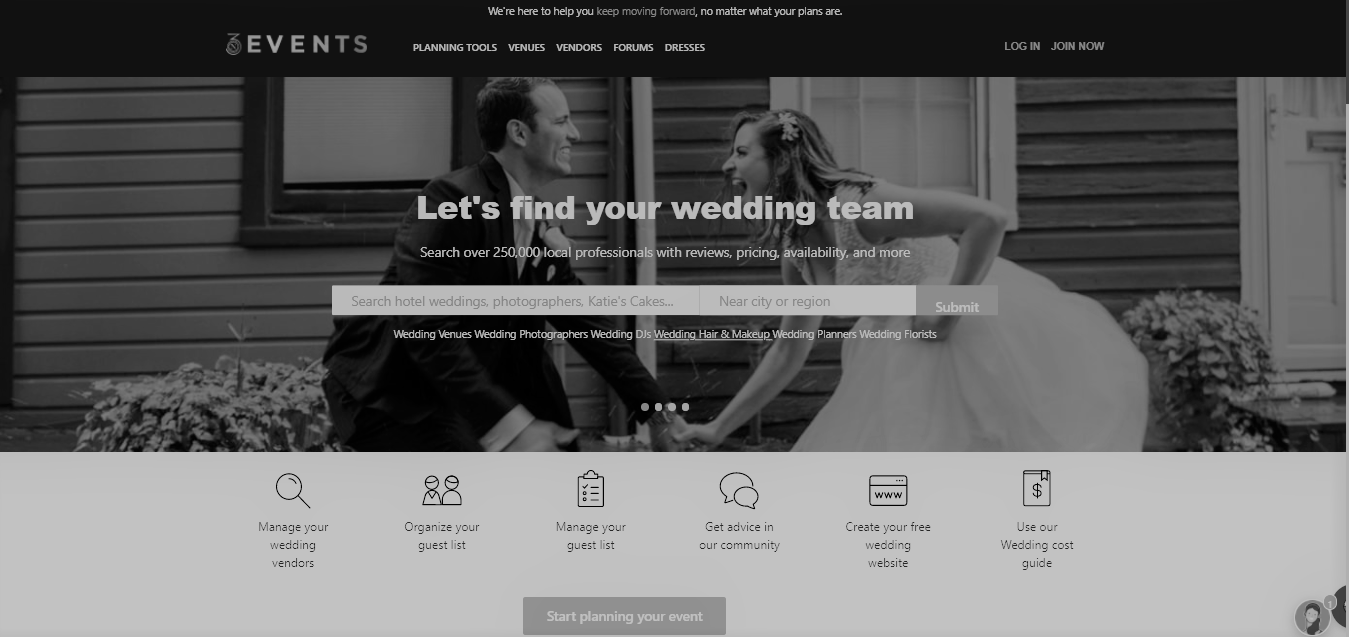 We're here to help you keep moving forward, no matter what your plans are.
EVENTS
PLANNING TOOLS VENUES VENDORS FORUMS DRESSES
LOG IN JOIN NOW
Let's find your wedding team
Search over 250,000 local professionals with reviews, pricing, availability, and more
Search hotel weddings, photographers, Katie's Cakes... Near city or region Submit
Wedding Venues Wedding Photographers Wedding DJs Wedding Hair & Makeup Wedding Planners Wedding Florists
Manage your
wedding
vendors
Organize your
guest list
Manage your
guest list
Get advice in
our community
www
Create your free
wedding
website
$
Use our
Wedding cost
guide
Start planning your event
1